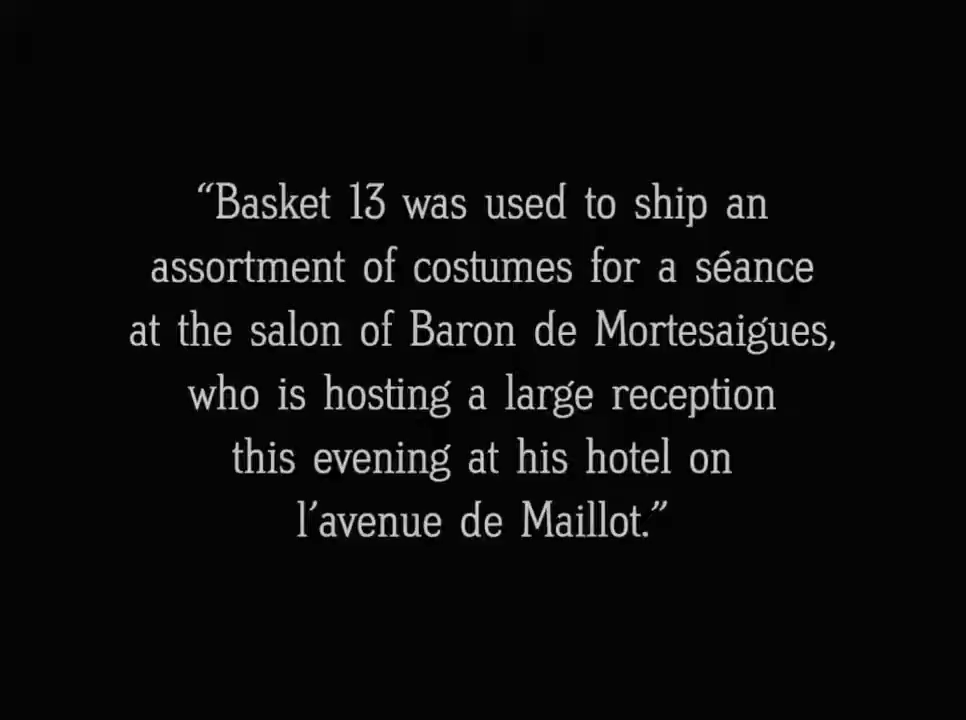 “Basket 13 was used to ship an
assortment of costumes for a séance
at the salon of Baron de Mortesaigues,
who is hosting a large reception
this evening at his hotel on
l’avenue de Maillot.”